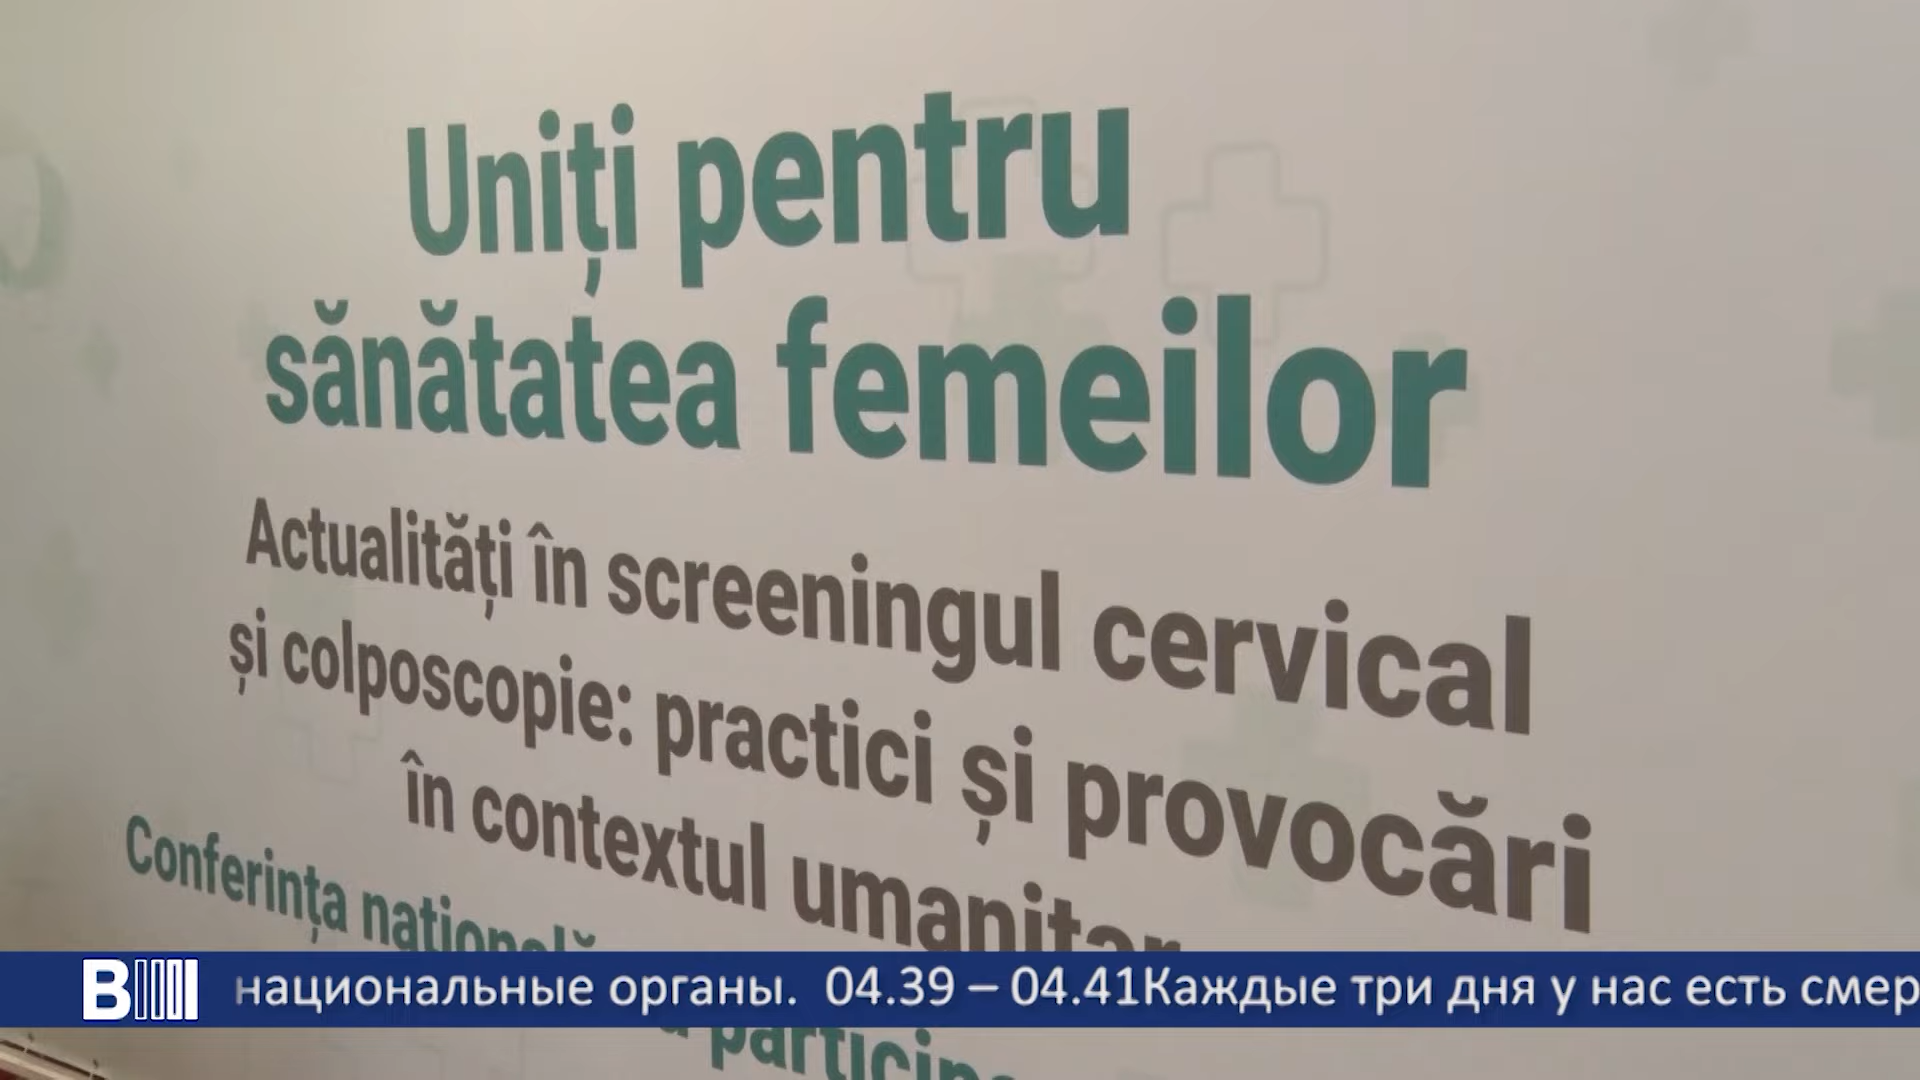 Uniți pentru
sănătatea femeilor
Actualități în screeningul cervical
și colposcopie: practici și provocări
în contextul umanitar
Conferința națională
национальные органы. 04.39 – 04.41Каждые три дня у нас есть